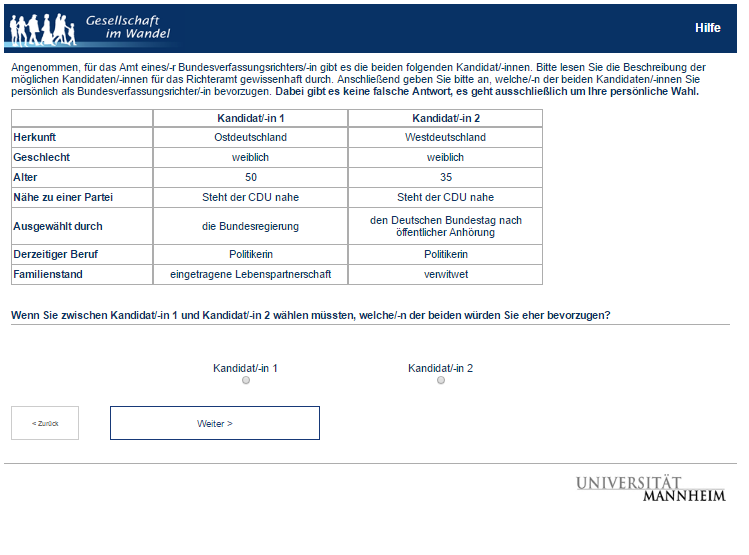 Gesellschaft
im Wandel
Hilfe
Angenommen, für das Amt eines/-r Bundesverfassungsrichters/-in gibt es die beiden folgenden Kandidat/-innen. Bitte lesen Sie die Beschreibung der
möglichen Kandidaten/-innen für das Richteramt gewissenhaft durch. Anschließend geben Sie bitte an, welche/-n der beiden Kandidaten/-innen Sie
persönlich als Bundesverfassungsrichter/-in bevorzugen. Dabei gibt es keine falsche Antwort, es geht ausschließlich um Ihre persönliche Wahl.
Kandidat/-in 1 Kandidat/-in 2
Herkunft Ostdeutschland Westdeutschland
Geschlecht weiblich weiblich
Alter 50 35
Nähe zu einer Partei Steht der CDU nahe Steht der CDU nahe
Ausgewählt durch die Bundesregierung den Deutschen Bundestag nach
öffentlicher Anhörung
Derzeitiger Beruf Politikerin Politikerin
Familienstand eingetragene Lebenspartnerschaft verwitwet
Wenn Sie zwischen Kandidat/-in 1 und Kandidat/-in 2 wählen müssten, welche/-n der beiden würden Sie eher bevorzugen?
Kandidat/-in 1 Kandidat/-in 2
< Zurück Weiter >
UNIVERSITÄT
MANNHEIM